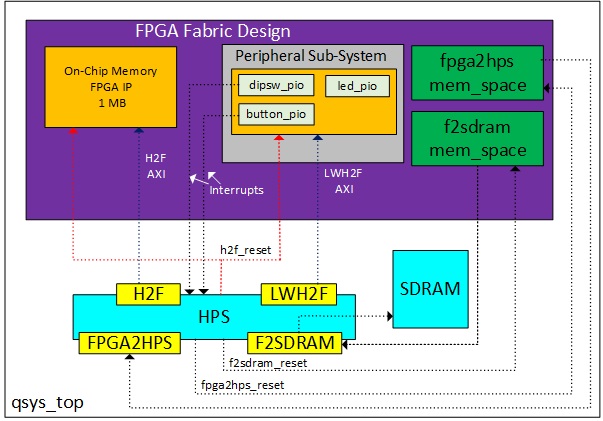 FPGA Fabric Design
On-Chip Memory
FPGA IP
1 MB
Peripheral Sub-System
dipsw_pio
led_pio
button_pio
fpga2hps
mem_space
f2sdram
mem_space
H2F
AXI
Interrupts
LWH2F
AXI
h2f_reset
H2F
LWH2F
HPS
FPGA2HPS
F2SDRAM
SDRAM
f2sdram_reset
fpga2hps_reset
qsys_top